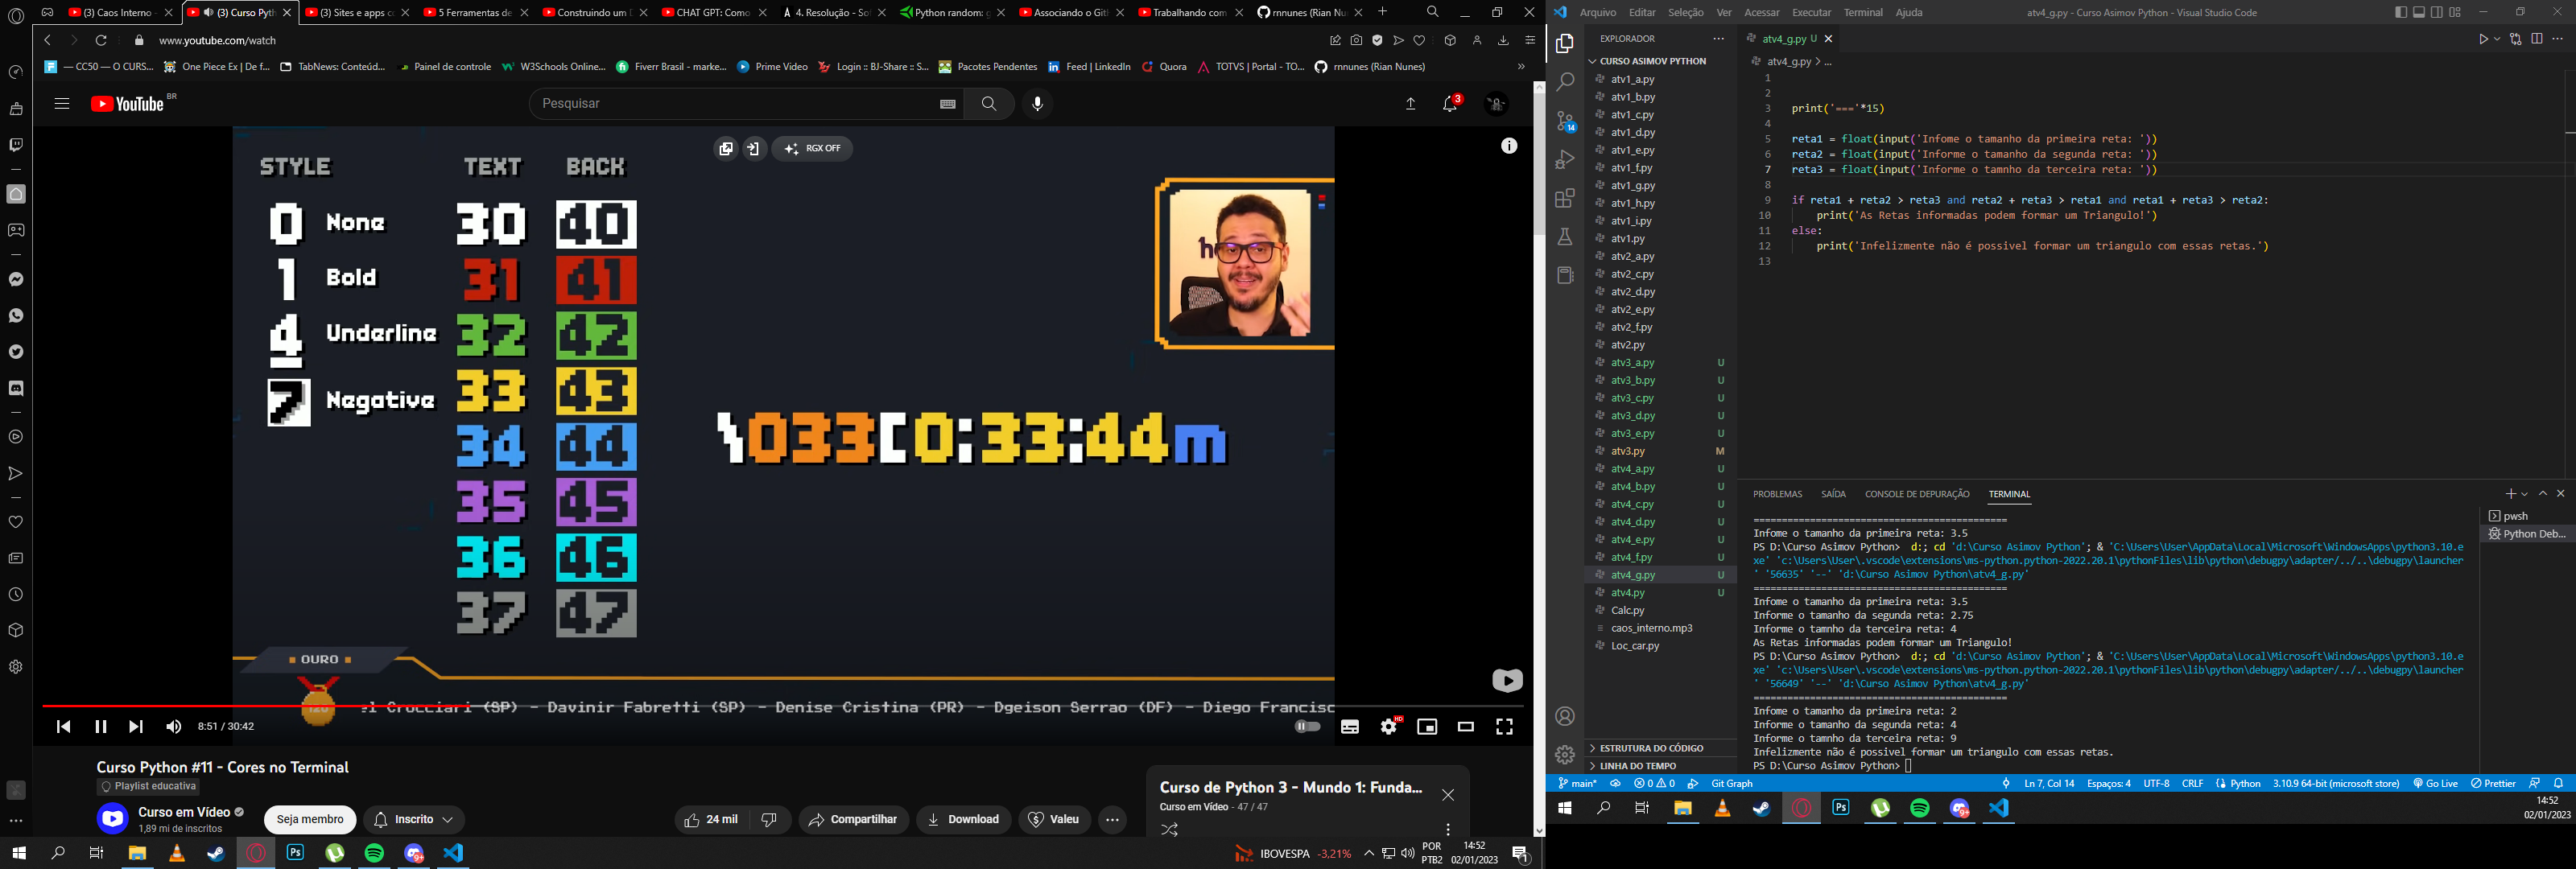 (3) Caos Interno -
(3) Curso Pyth
(3) Sites e apps co
5 Ferramentas de
Construindo um D
CHAT GPT: Como
4. Resolução - Sof
Python random: g
Associando o Gith
Trabalhando com
rnnunes (Rian Nun
www.youtube.com/watch
— CC50 — O CURS...
One Piece Ex | De f...
TabNews: Conteúd...
Painel de controle
W3Schools Online...
Fiverr Brasil - marke...
Prime Video
Login :: BJ-Share :: S...
Pacotes Pendentes
Feed | LinkedIn
Quora
TOTVS | Portal - TO...
rnnunes (Rian Nunes)
YouTube BR
Pesquisar
3
RGX OFF
STYLE TEXT BACK
0 None 30 40
1 Bold 31 41
4 Underline 32 42
7 Negative 33 43
34 44
35 45
36 46
37 47
\033[0;33;44m
OURO
el Crocciari (SP) - Davinir Fabretti (SP) - Denise Cristina (PR) - Dgeison Serrao (DF) - Diego Francisc
8:51 / 30:42
HD
Curso Python #11 - Cores no Terminal
Playlist educativa
Curso em Vídeo
1,89 mi de inscritos
Seja membro
Inscrito
24 mil
Compartilhar
Download
Valeu
Curso de Python 3 - Mundo 1: Funda...
Curso em Vídeo - 47 / 47
IBOVESPA -3,21%
POR
PTB2
14:52
02/01/2023
1
Arquivo Editar Seleção Ver Acessar Executar Terminal Ajuda
atv4_g.py - Curso Asimov Python - Visual Studio Code
EXPLORADOR
CURSO ASIMOV PYTHON
atv1_a.py
atv1_b.py
atv1_c.py
atv1_d.py
atv1_e.py
atv1_f.py
atv1_g.py
atv1_h.py
atv1_i.py
atv1.py
atv2_a.py
atv2_c.py
atv2_d.py
atv2_e.py
atv2_f.py
atv2.py
atv3_a.py U
atv3_b.py U
atv3_c.py U
atv3_d.py U
atv3_e.py U
atv3.py M
atv4_a.py U
atv4_b.py U
atv4_c.py U
atv4_d.py U
atv4_e.py U
atv4_f.py U
atv4_g.py U
atv4.py U
Calc.py
caos_interno.mp3
Loc_car.py
ESTRUTURA DO CÓDIGO
LINHA DO TEMPO
14
atv4_g.py U
atv4_g.py > ...
1
2
3 print('==='*15)
4
5 reta1 = float(input('Infome o tamanho da primeira reta: '))
6 reta2 = float(input('Informe o tamanho da segunda reta: '))
7 reta3 = float(input('Informe o tamnho da terceira reta: '))
8
9 if reta1 + reta2 > reta3 and reta2 + reta3 > reta1 and reta1 + reta3 > reta2:
10 print('As Retas informadas podem formar um Triangulo!')
11 else:
12 print('Infelizmente não é possivel formar um triangulo com essas retas.')
13
PROBLEMAS SAÍDA CONSOLE DE DEPURAÇÃO TERMINAL
pwsh
Python Deb...
=============================================
Infome o tamanho da primeira reta: 3.5
PS D:\Curso Asimov Python> d:; cd 'd:\Curso Asimov Python'; & 'C:\Users\User\AppData\Local\Microsoft\WindowsApps\python3.10.e
xe' 'c:\Users\User\.vscode\extensions\ms-python.python-2022.20.1\pythonFiles\lib\python\debugpy\adapter/../..\debugpy\launcher
' '56635' '--' 'd:\Curso Asimov Python\atv4_g.py'
=============================================
Infome o tamanho da primeira reta: 3.5
Informe o tamanho da segunda reta: 2.75
Informe o tamnho da terceira reta: 4
As Retas informadas podem formar um Triangulo!
PS D:\Curso Asimov Python> d:; cd 'd:\Curso Asimov Python'; & 'C:\Users\User\AppData\Local\Microsoft\WindowsApps\python3.10.e
xe' 'c:\Users\User\.vscode\extensions\ms-python.python-2022.20.1\pythonFiles\lib\python\debugpy\adapter/../..\debugpy\launcher
' '56649' '--' 'd:\Curso Asimov Python\atv4_g.py'
=============================================
Infome o tamanho da primeira reta: 2
Informe o tamanho da segunda reta: 4
Informe o tamnho da terceira reta: 9
Infelizmente não é possivel formar um triangulo com essas retas.
PS D:\Curso Asimov Python>
main* 0 0 Git Graph Ln 7, Col 14 Espaços: 4 UTF-8 CRLF Python 3.10.9 64-bit (microsoft store) Go Live Prettier
14:52
02/01/2023